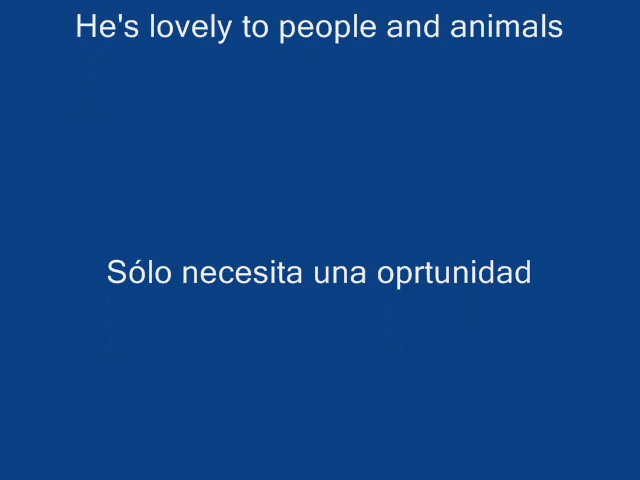 He's lovely to people and animals
Sólo necesita una oprtunidad